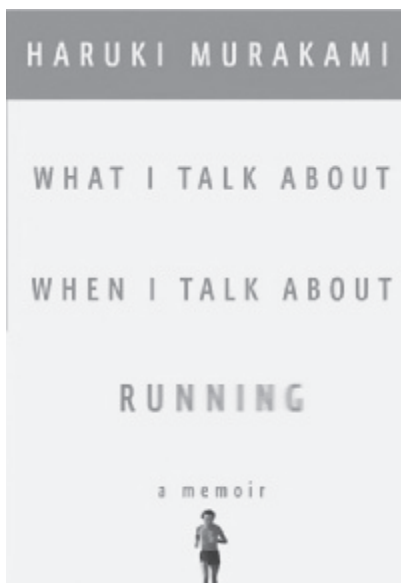 HARUKI MURAKAMI
WHAT I TALK ABOUT
WHEN I TALK ABOUT
RUNNING
a memoir